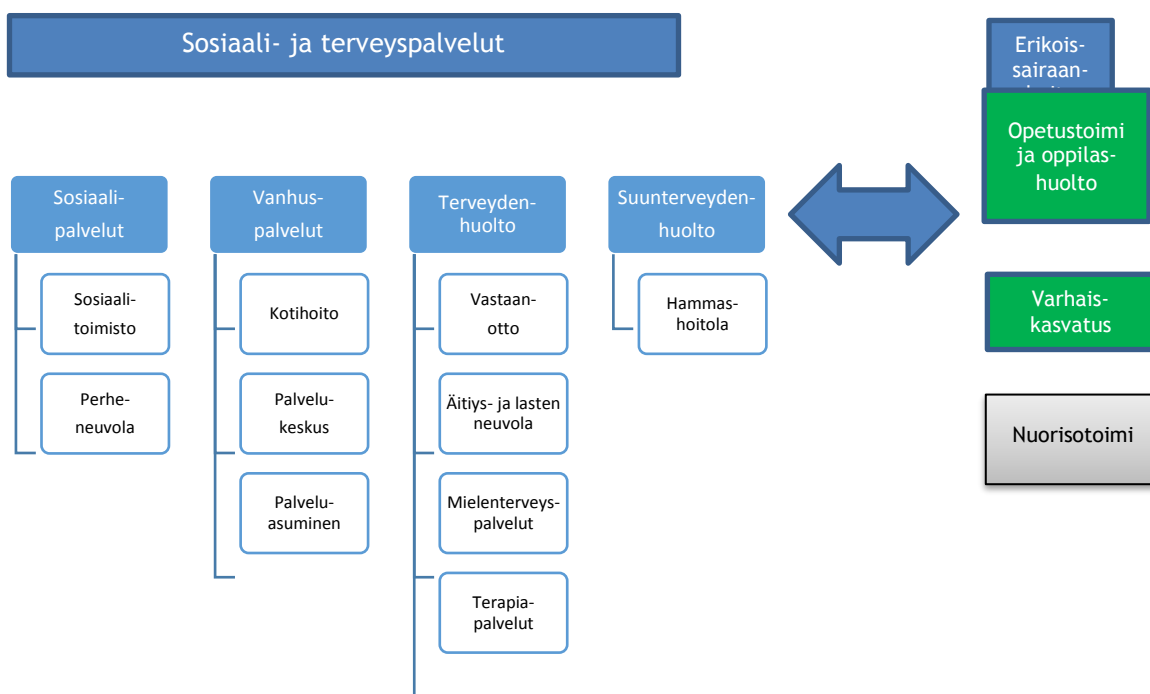 Sosiaali- ja terveyspalvelut
Erikois-
sairaan-
Opetustoimi
ja oppilas-
huolto
Sosiaali-
palvelut
Vanhus-
palvelut
Terveyden-
huolto
Suunterveyden-
huolto
Sosiaali-
toimisto
Kotihoito
Vastaan-
otto
Hammas-
hoitola
Varhais-
kasvatus
Perhe-
neuvola
Palvelu-
keskus
Äitiys- ja lasten
neuvola
Nuorisotoimi
Palvelu-
asuminen
Mielenterveys-
palvelut
Terapia-
palvelut